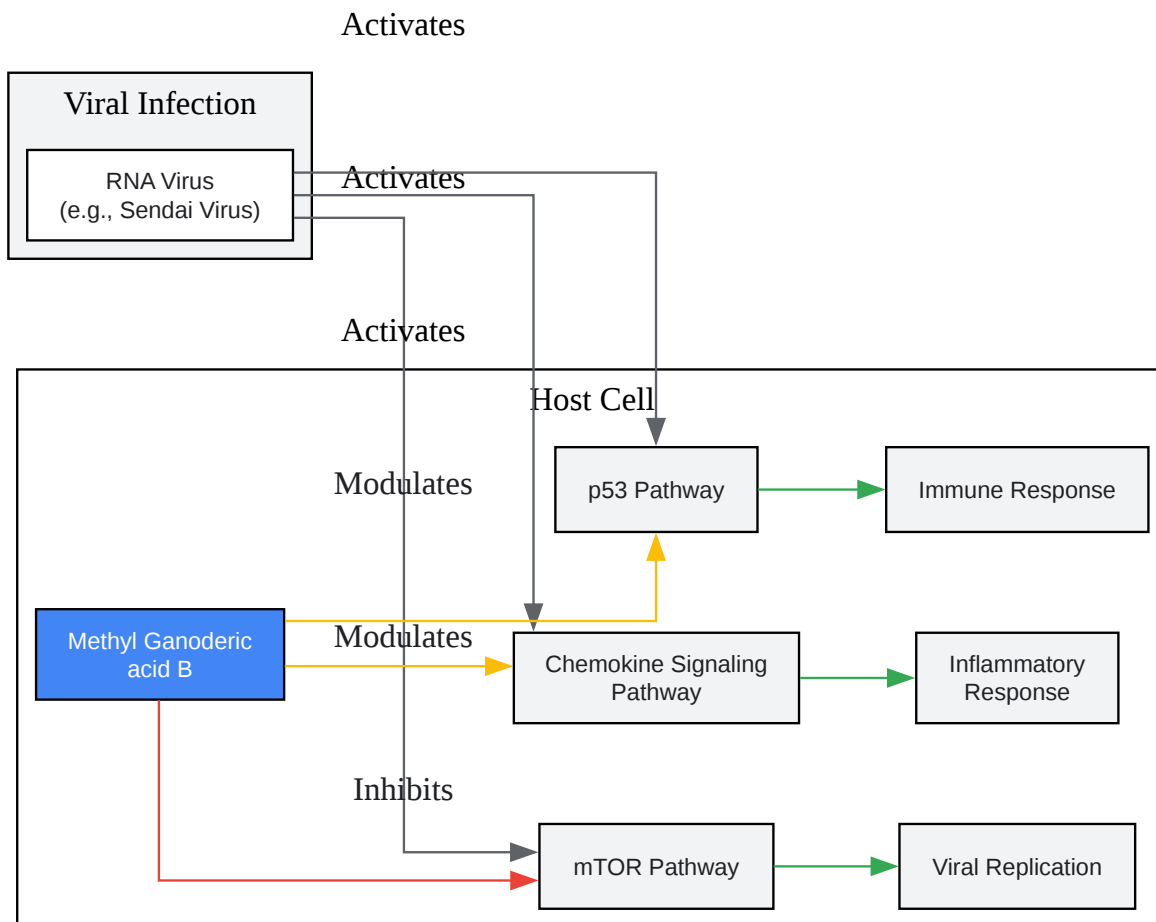 Activates
Viral Infection
RNA Virus
(e.g., Sendai Virus)
Activates
Activates
Host Cell
Modulates
p53 Pathway
Immune Response
Methyl Ganoderic
acid B
Modulates
Chemokine Signaling
Pathway
Inflammatory
Response
Inhibits
mTOR Pathway
Viral Replication